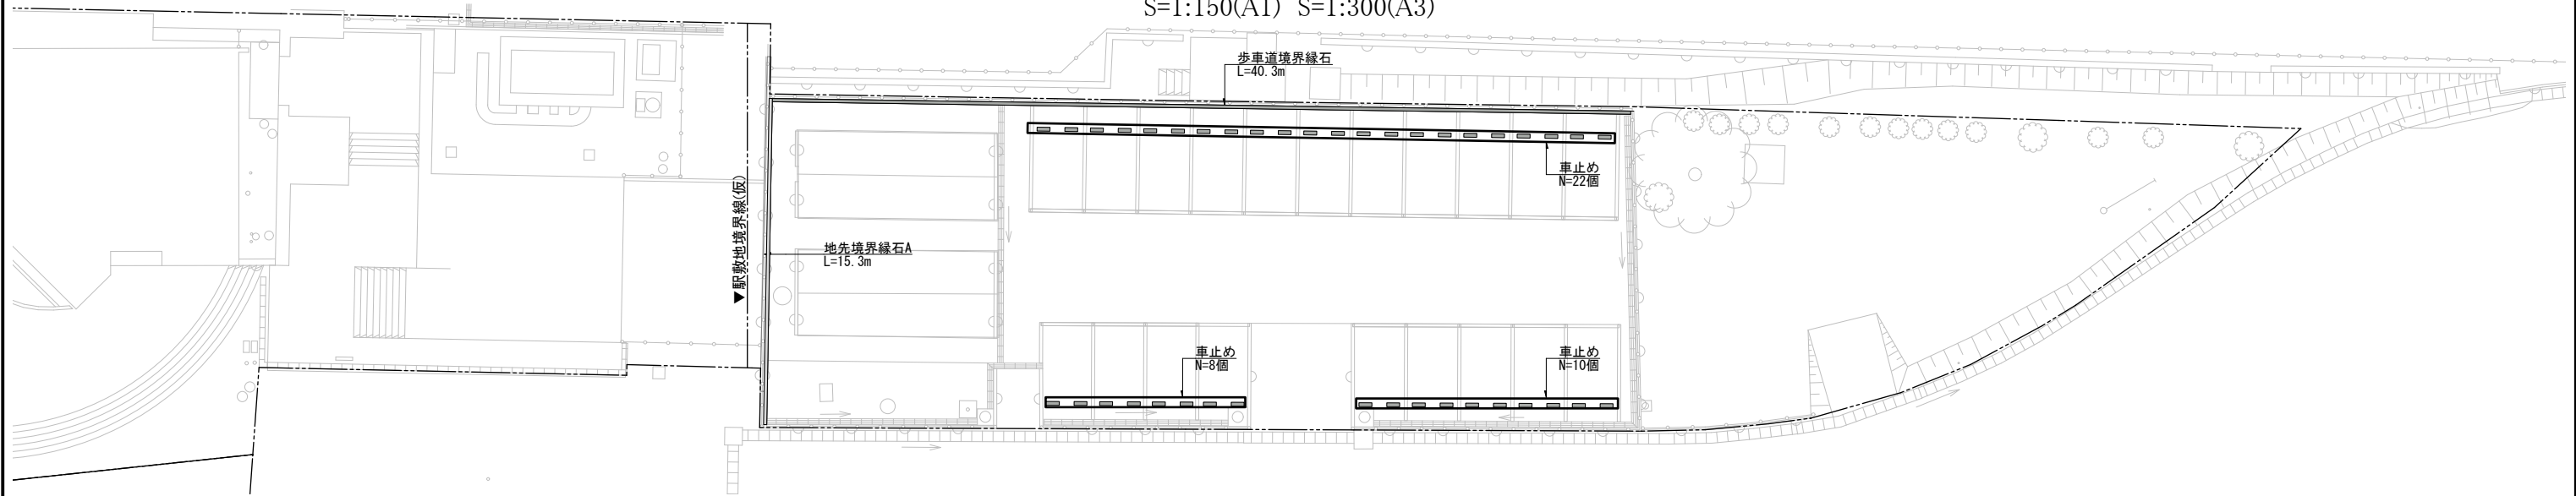 S=1:150(A1) S=1:300(A3)
歩車道境界縁石
L=40.3m
車止め
N=22個
▼駅敷地境界線(仮)
地先境界縁石A
L=15.3m
車止め
N=8個
車止め
N=10個